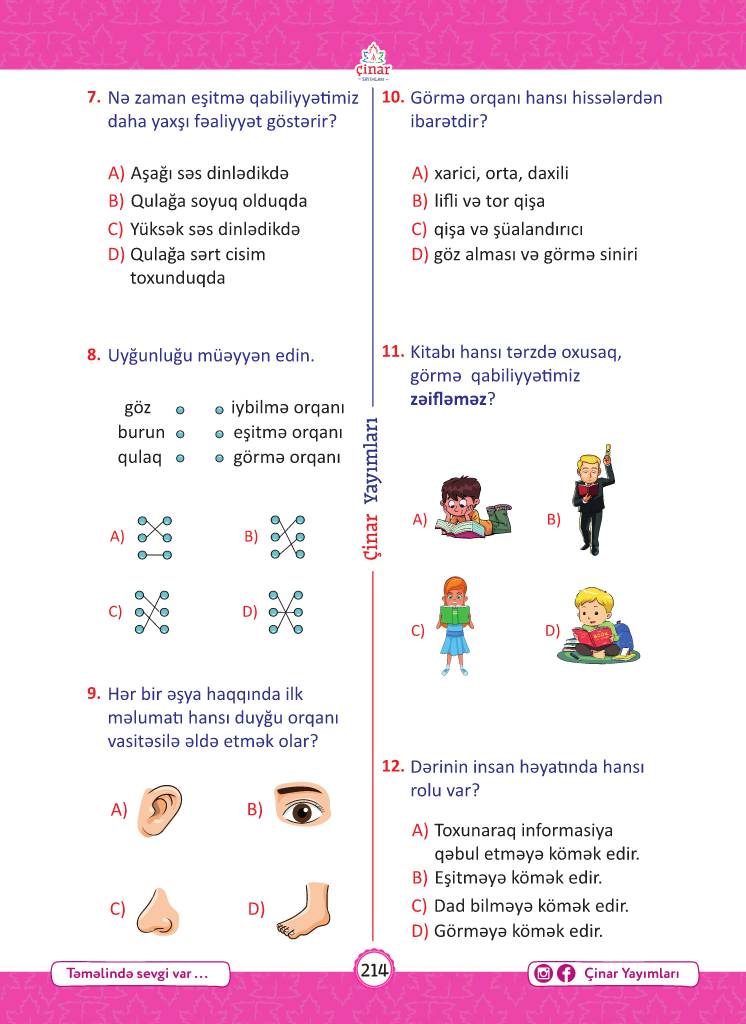 çinar
YAYIMLARI
7. Nə zaman eşitmə qabiliyyətimiz
daha yaxşı fəaliyyət göstərir?
A) Aşağı səs dinlədikdə
B) Qulağa soyuq olduqda
C) Yüksək səs dinlədikdə
D) Qulağa sərt cisim
toxunduqda
8. Uyğunluğu müəyyən edin.
göz iybilmə orqanı
burun eşitmə orqanı
qulaq görmə orqanı
A) B)
C) D)
9. Hər bir əşya haqqında ilk
məlumatı hansı duyğu orqanı
vasitəsilə əldə etmək olar?
A) B)
C) D)
Çinar Yayımları
10. Görmə orqanı hansı hissələrdən
ibarətdir?
A) xarici, orta, daxili
B) lifli və tor qişa
C) qişa və şüalandırıcı
D) göz alması və görmə siniri
11. Kitabı hansı tərzdə oxusaq,
görmə qabiliyyətimiz
zəifləməz?
A) B)
C) D)
12. Dərinin insan həyatında hansı
rolu var?
A) Toxunaraq informasiya
qəbul etməyə kömək edir.
B) Eşitməyə kömək edir.
C) Dad bilməyə kömək edir.
D) Görməyə kömək edir.
Təməlində sevgi var...
214
Çinar Yayımları